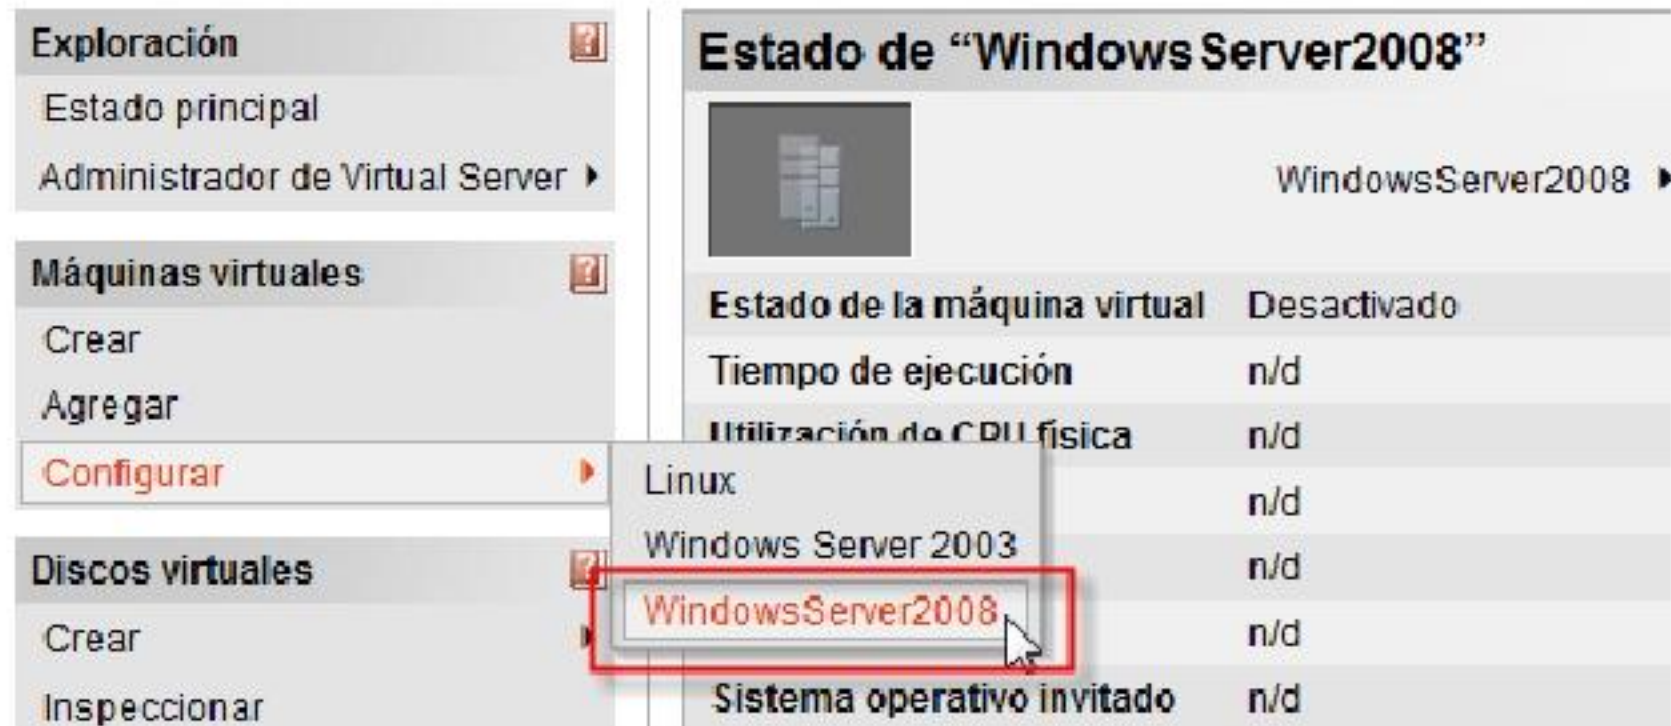 Exploración
Estado principal
Administrador de Virtual Server
Máquinas virtuales
Crear
Agregar
Configurar
Discos virtuales
Crear
Inspeccionar
Linux
Windows Server 2003
WindowsServer2008
Estado de “WindowsServer2008”
WindowsServer2008
Estado de la máquina virtual Desactivado
Tiempo de ejecución n/d
Utilización de CPU física n/d
n/d
n/d
n/d
Sistema operativo invitado n/d